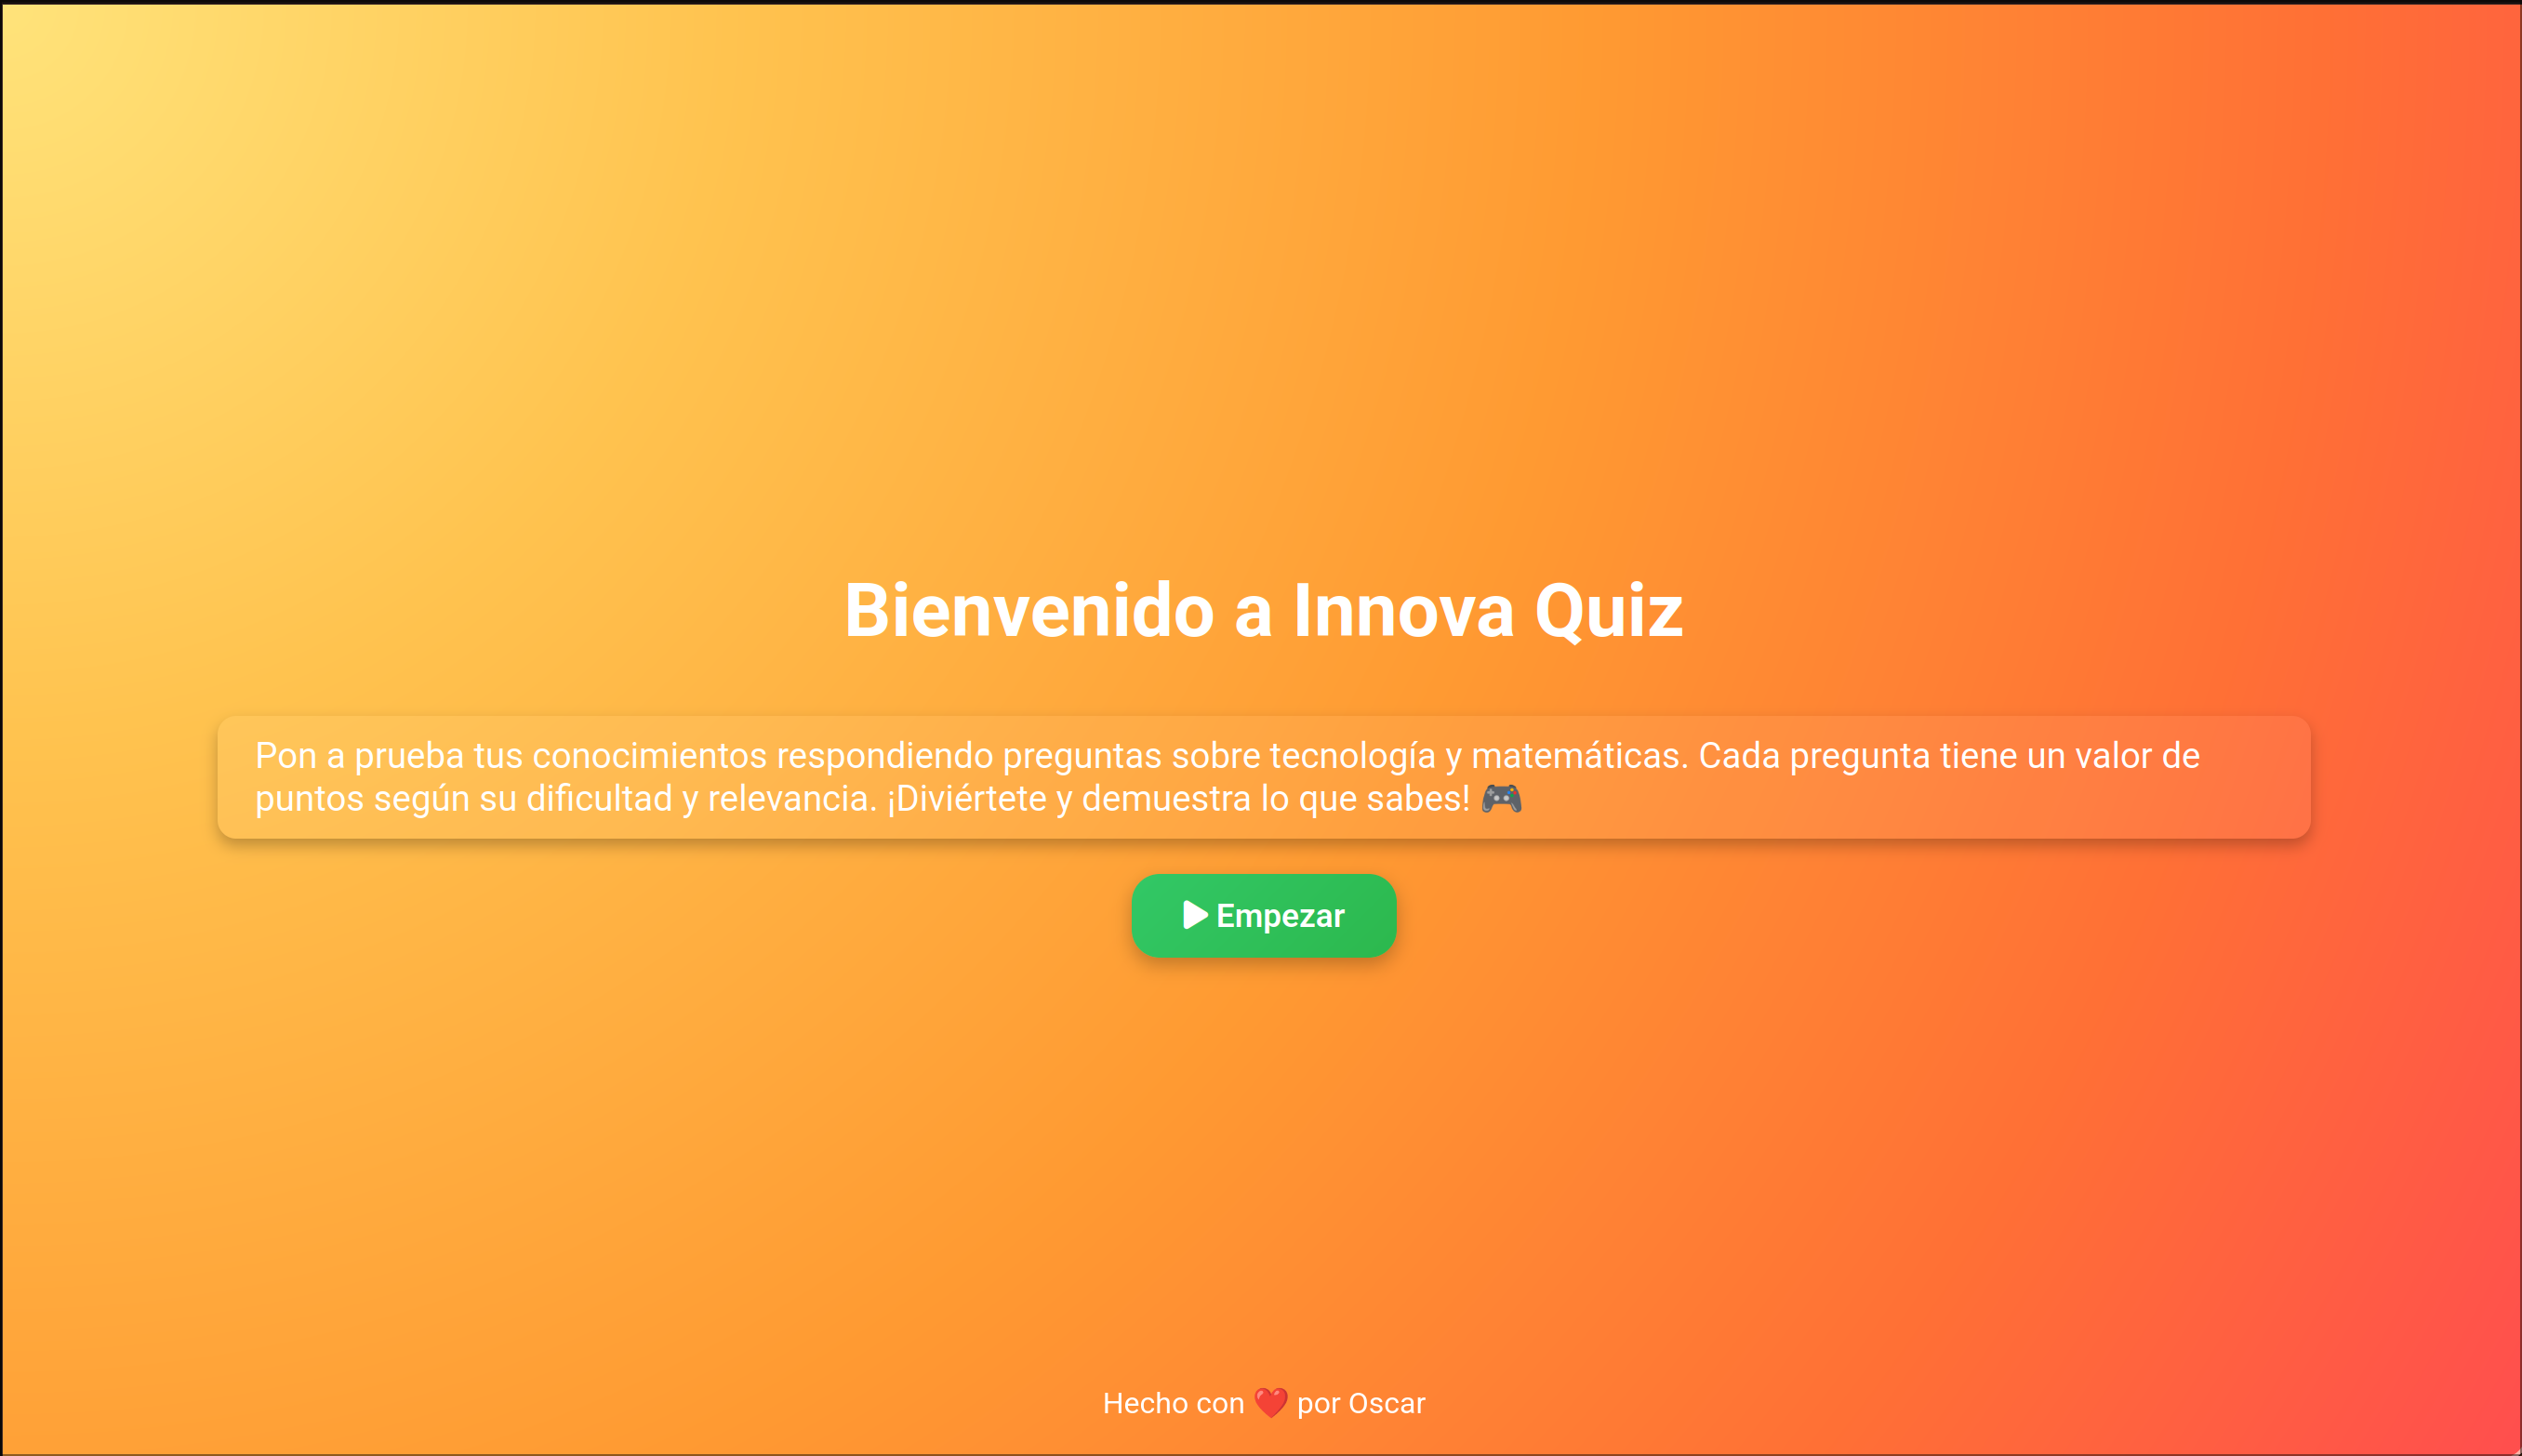 Bienvenido a Innova Quiz
Pon a prueba tus conocimientos respondiendo preguntas sobre tecnología y matemáticas. Cada pregunta tiene un valor de
puntos según su dificultad y relevancia. ¡Diviértete y demuestra lo que sabes! 🎮
Empezar
Hecho con ❤️ por Oscar